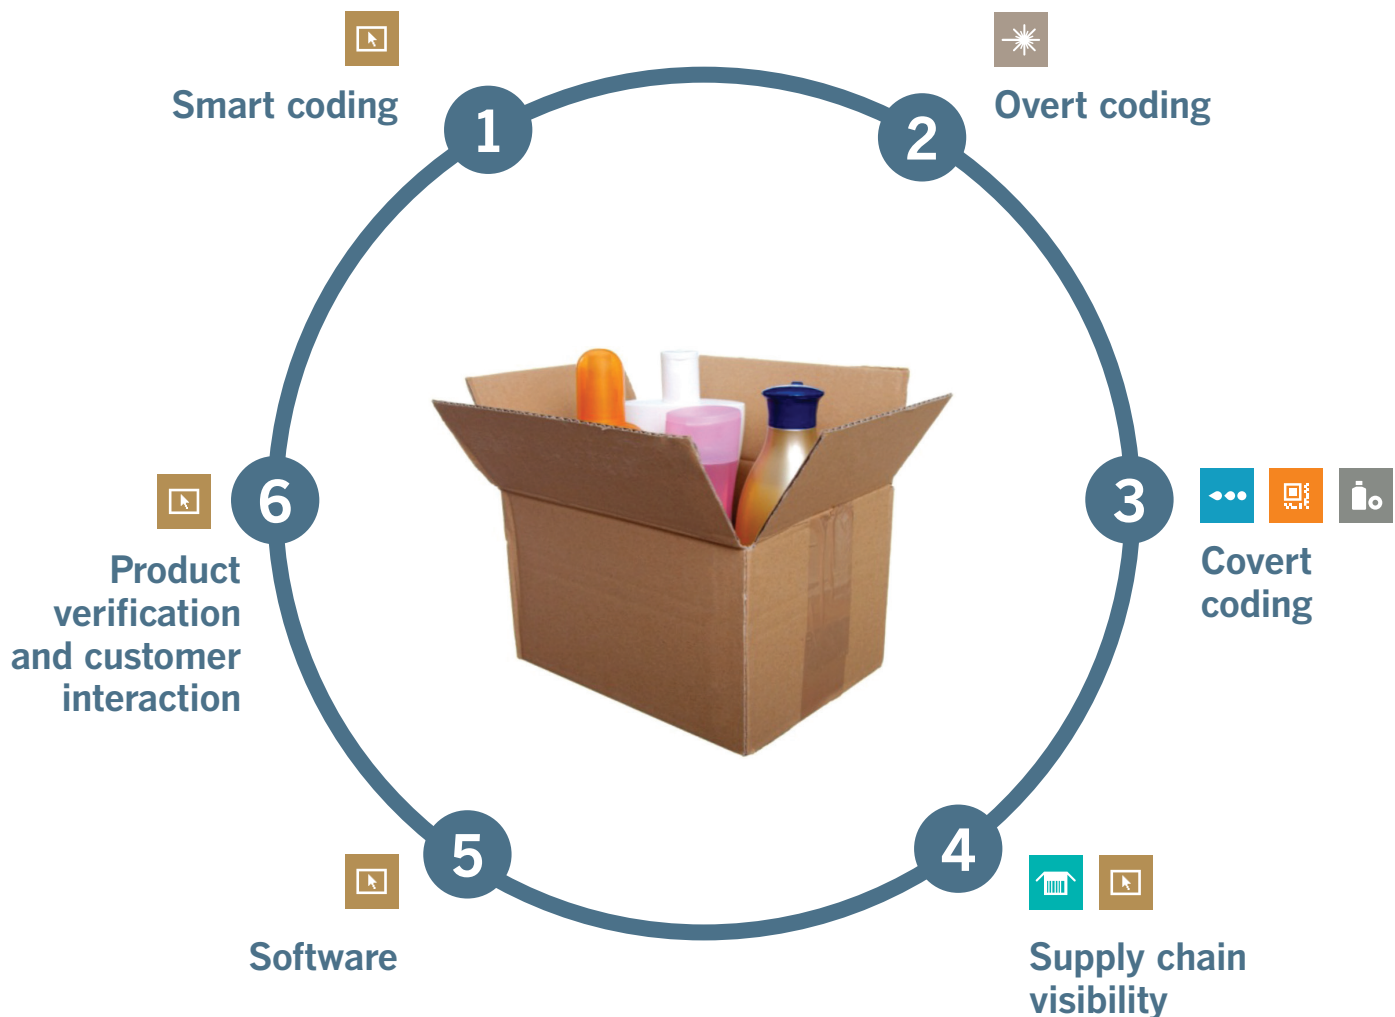 1
Smart coding
2
Overt coding
3
Covert
coding
4
Supply chain
visibility
5
Software
6
Product
verification
and customer
interaction